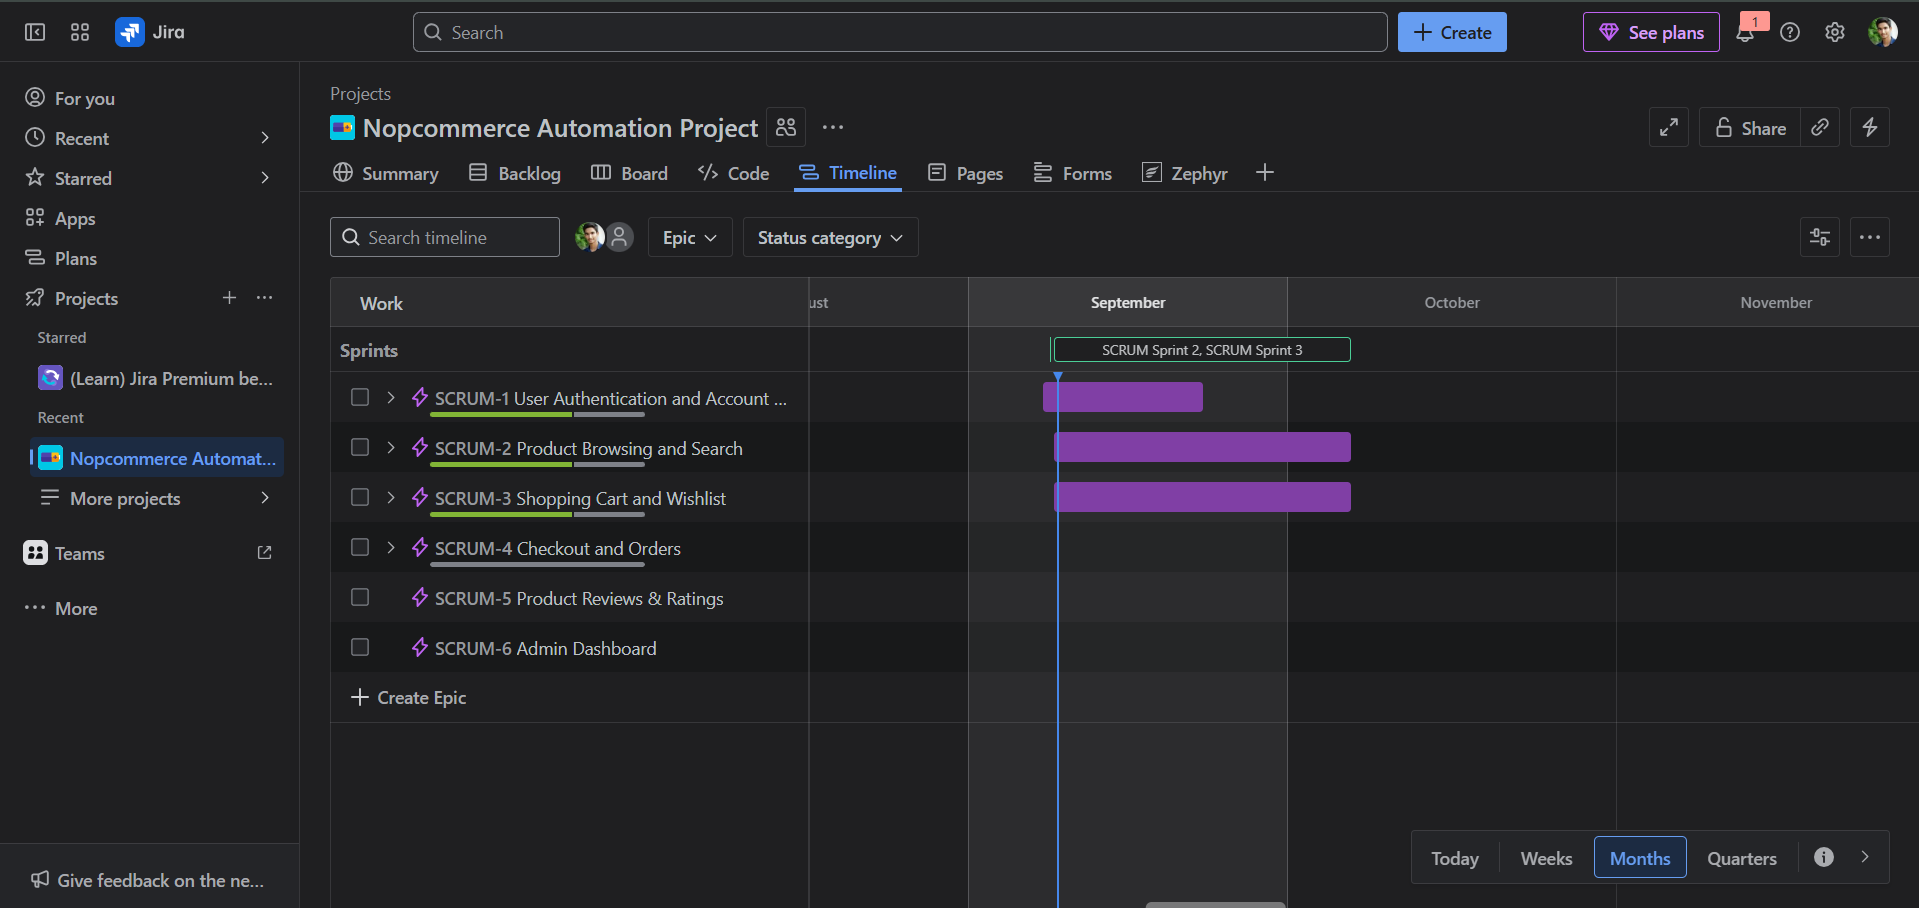 Jira
Search
Create
See plans
1
For you
Recent
Starred
Apps
Plans
Projects
Starred
(Learn) Jira Premium be...
Recent
Nopcommerce Automat...
More projects
Teams
More
Give feedback on the ne...
Projects
Nopcommerce Automation Project
Share
Summary
Backlog
Board
Code
Timeline
Pages
Forms
Zephyr
Search timeline
Epic
Status category
Work
ust
September
October
November
Sprints
SCRUM Sprint 2, SCRUM Sprint 3
SCRUM-1 User Authentication and Account ...
SCRUM-2 Product Browsing and Search
SCRUM-3 Shopping Cart and Wishlist
SCRUM-4 Checkout and Orders
SCRUM-5 Product Reviews & Ratings
SCRUM-6 Admin Dashboard
Create Epic
Today
Weeks
Months
Quarters